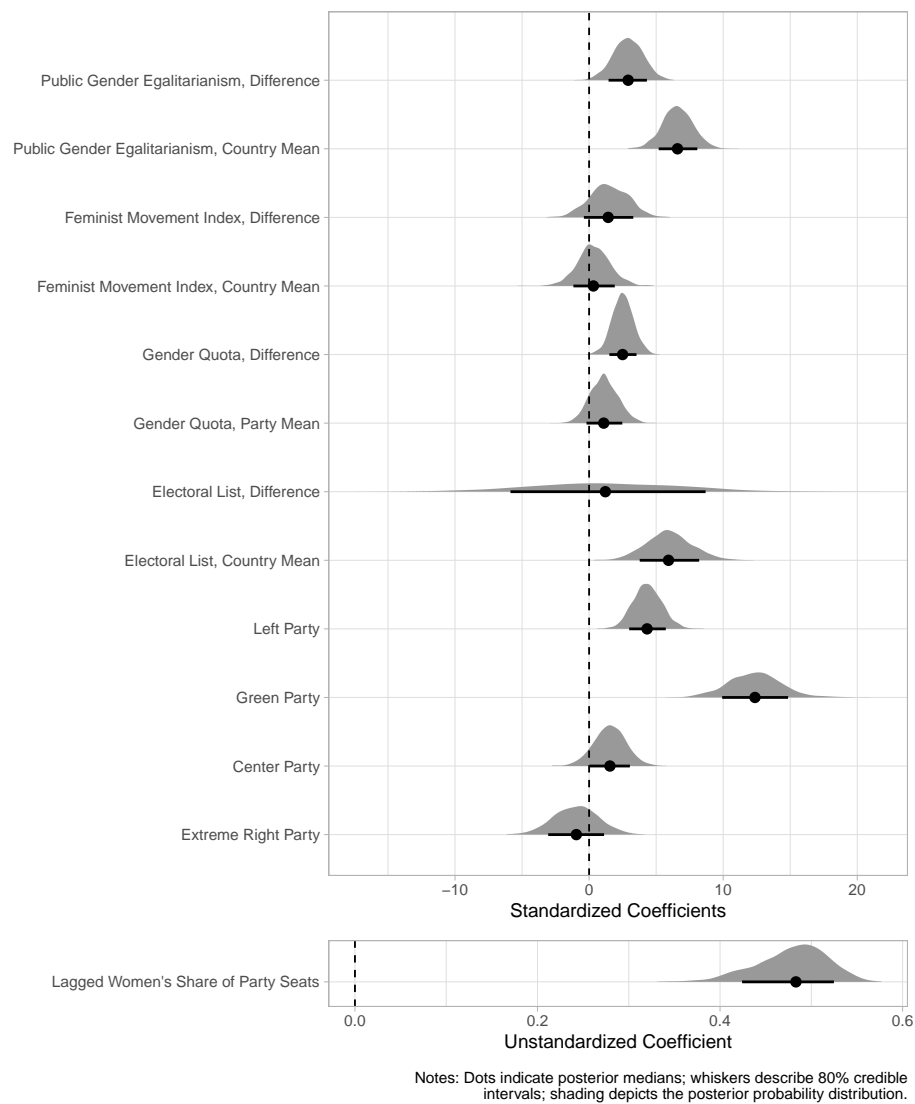 Public Gender Egalitarianism, Difference
Public Gender Egalitarianism, Country Mean
Feminist Movement Index, Difference
Feminist Movement Index, Country Mean
Gender Quota, Difference
Gender Quota, Party Mean
Electoral List, Difference
Electoral List, Country Mean
Left Party
Green Party
Center Party
Extreme Right Party
−10 0 10 20
Standardized Coefficients
Lagged Women's Share of Party Seats
0.0 0.2 0.4 0.6
Unstandardized Coefficient
Notes: Dots indicate posterior medians; whiskers describe 80% credible
intervals; shading depicts the posterior probability distribution.